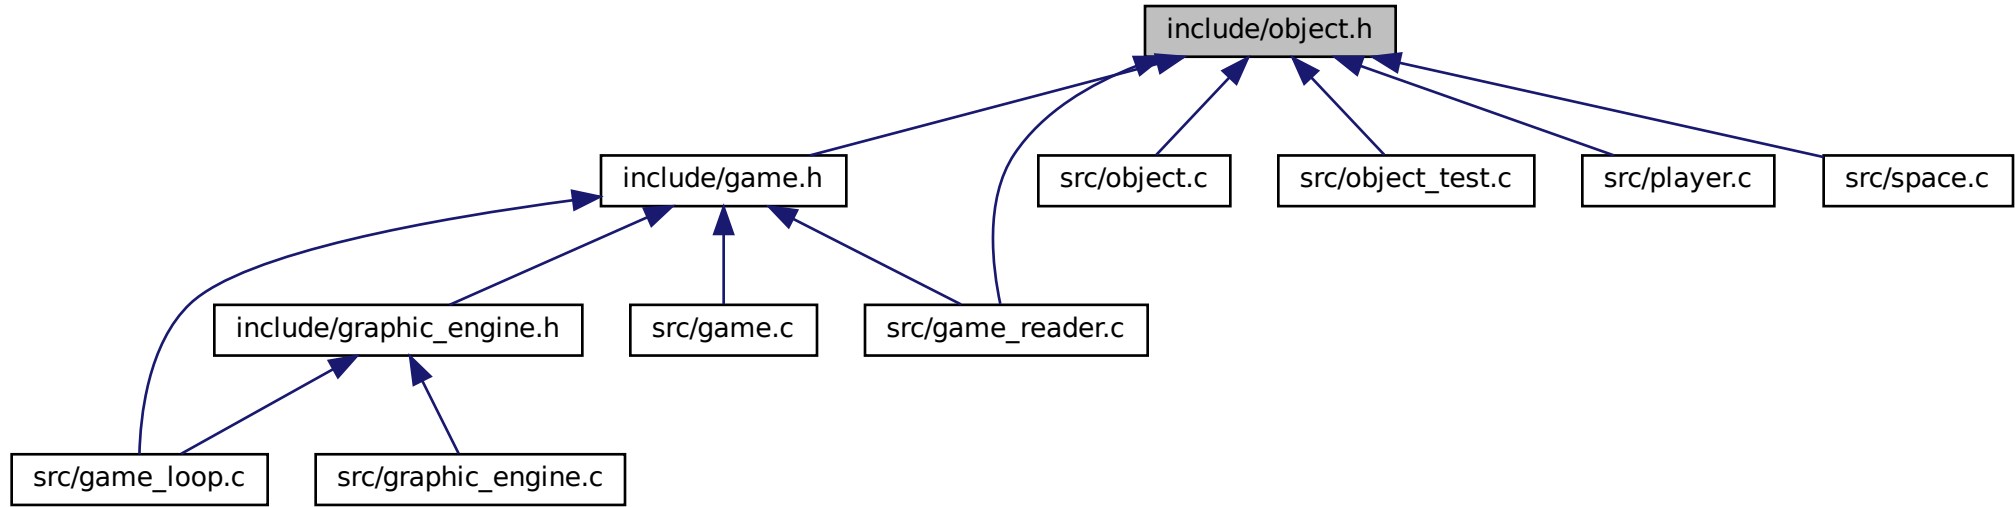 include/object.h
include/game.h
src/object.c
src/object_test.c
src/player.c
src/space.c
include/graphic_engine.h
src/game.c
src/game_reader.c
src/game_loop.c
src/graphic_engine.c